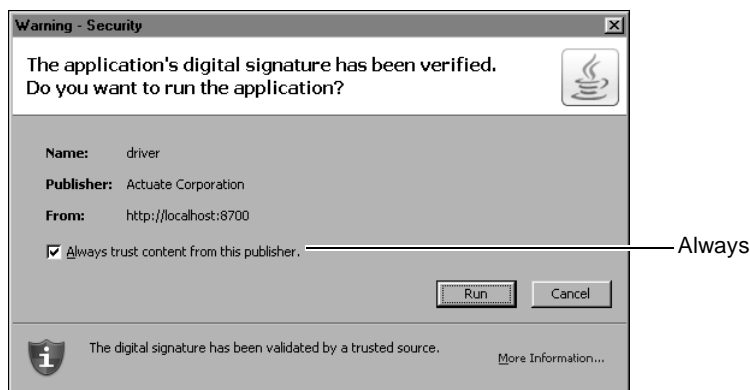 Warning - Security
The application's digital signature has been verified.
Do you want to run the application?
Name: driver
Publisher: Actuate Corporation
From: http://localhost:8700
Always trust content from this publisher.
Always
Run Cancel
The digital signature has been validated by a trusted source.
More Information...